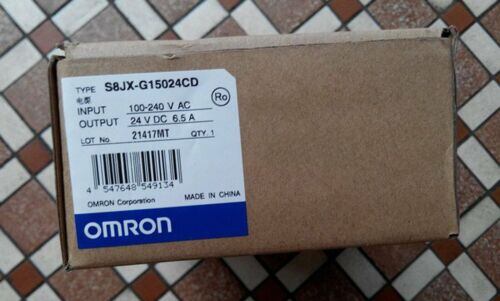 TYPE S8JX-G15024CD
电源
INPUT 100-240 V AC
OUTPUT 24 V DC 6.5 A
LOT No. 21417MT QTY. 1
Ro
4 547648 549134
MADE IN CHINA
OMRON Corporation
OMRON